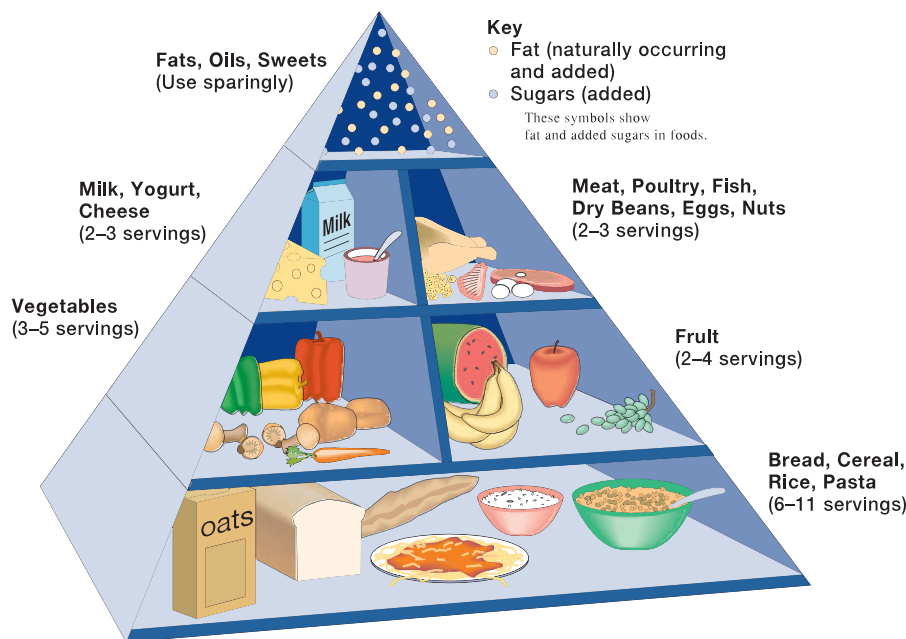 Fats, Oils, Sweets
(Use sparingly)
Key
Fat (naturally occurring
and added)
Sugars (added)
These symbols show
fat and added sugars in foods.
Milk, Yogurt,
Cheese
(2–3 servings)
Milk
Meat, Poultry, Fish,
Dry Beans, Eggs, Nuts
(2–3 servings)
Vegetables
(3–5 servings)
Fruit
(2–4 servings)
Bread, Cereal,
Rice, Pasta
(6–11 servings)
oats